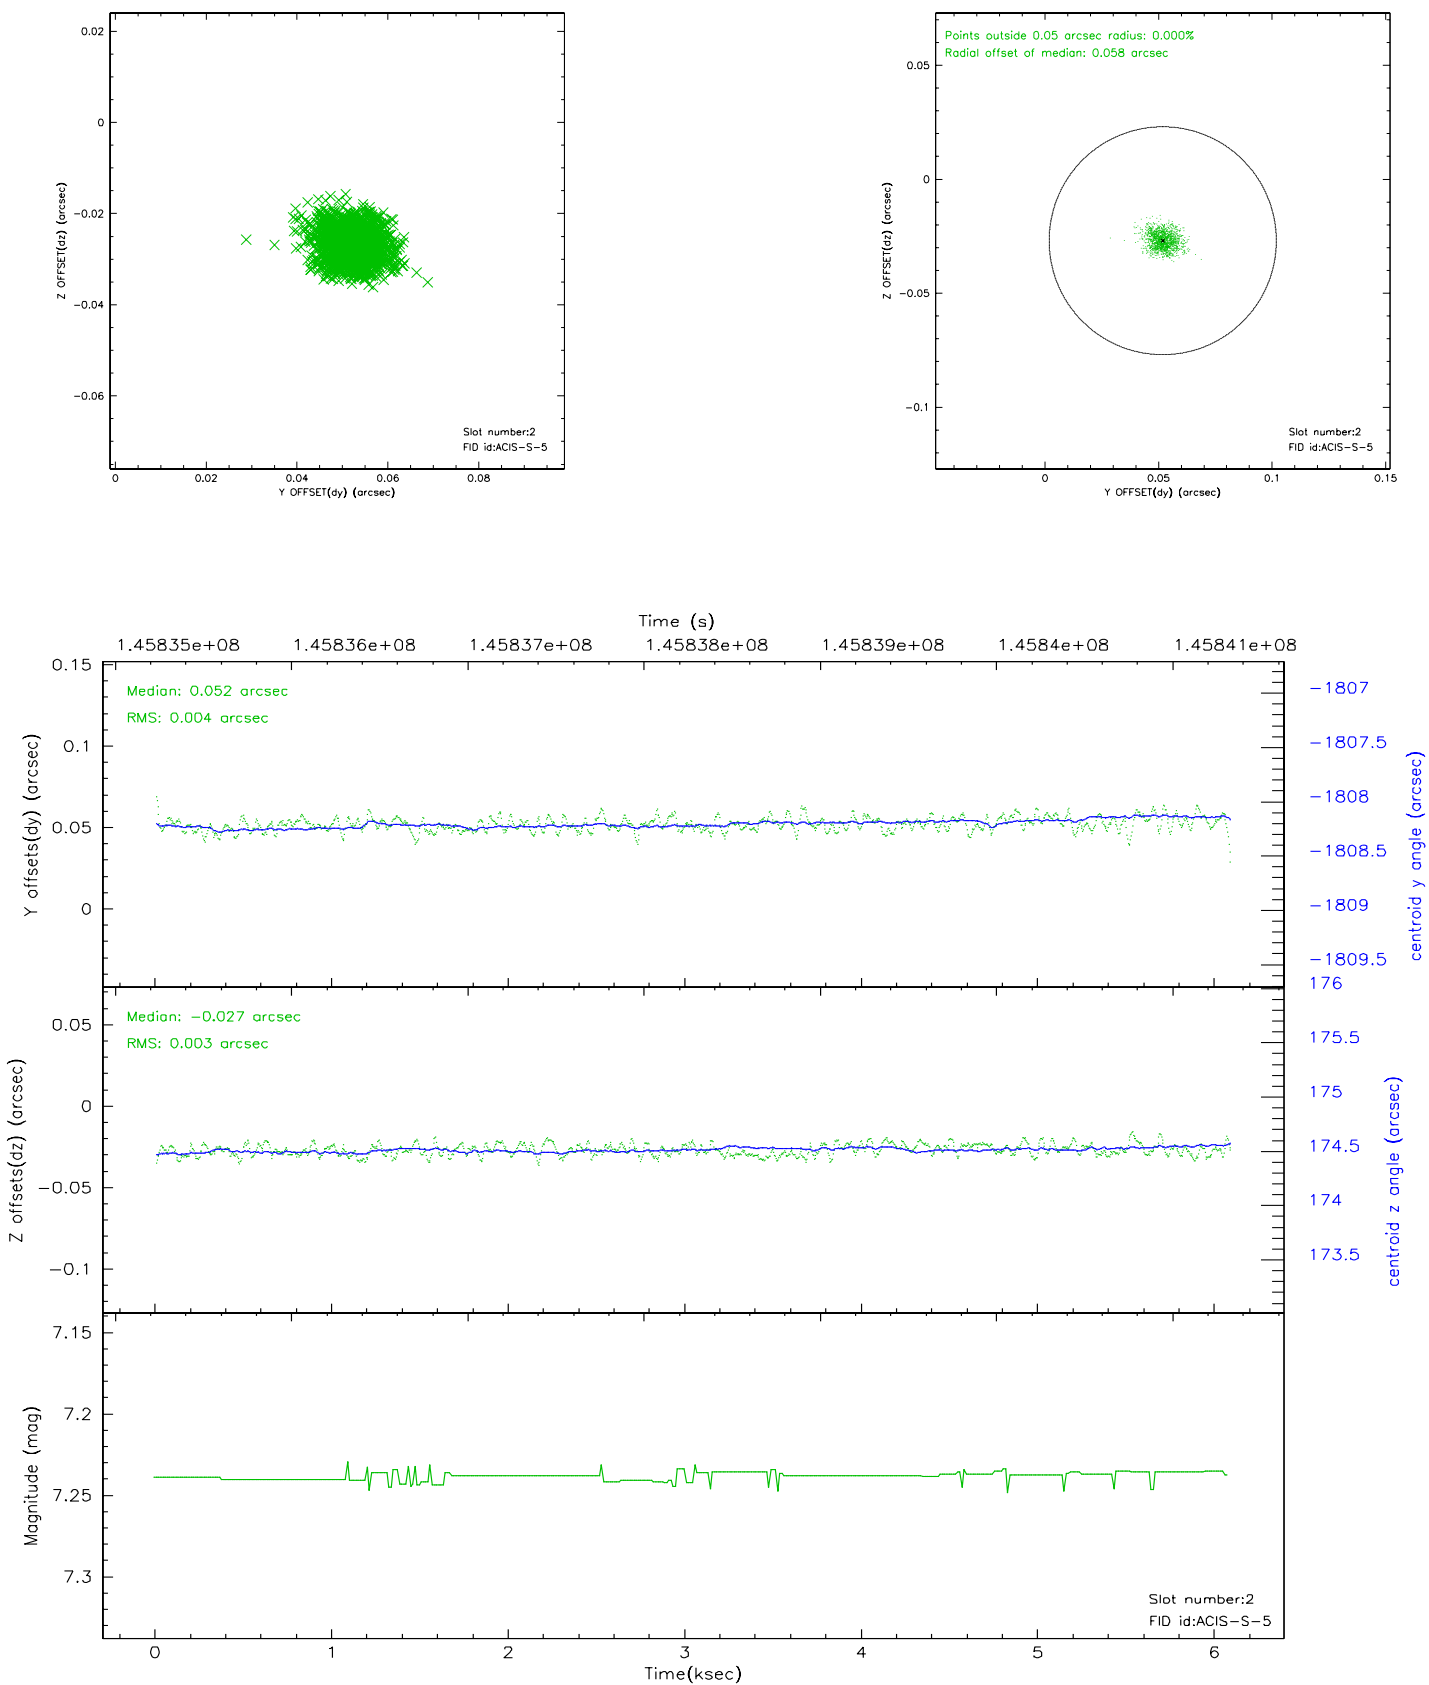 0.02
0
−0.02
−0.04
−0.06
Z OFFSET(dz) (arcsec)
0
0.02
0.04
0.06
0.08
Y OFFSET(dy) (arcsec)
Slot number:2
FID id:ACIS−S−5
Points outside 0.05 arcsec radius: 0.000%
Radial offset of median: 0.058 arcsec
0.05
0
−0.05
−0.1
Z OFFSET(dz) (arcsec)
0
0.05
0.1
0.15
Y OFFSET(dy) (arcsec)
Slot number:2
FID id:ACIS−S−5
Time (s)
1.45835e+08
1.45836e+08
1.45837e+08
1.45838e+08
1.45839e+08
1.4584e+08
1.45841e+08
Median: 0.052 arcsec
RMS: 0.004 arcsec
0.15
0.1
0.05
0
Y offsets(dy) (arcsec)
−1807
−1807.5
−1808
−1808.5
−1809
−1809.5
centroid y angle (arcsec)
Median: −0.027 arcsec
RMS: 0.003 arcsec
0.05
0
−0.05
−0.1
Z offsets(dz) (arcsec)
176
175.5
175
174.5
174
173.5
centroid z angle (arcsec)
7.15
7.2
7.25
7.3
Magnitude (mag)
Slot number:2
FID id:ACIS−S−5
0
1
2
3
4
5
6
Time(ksec)